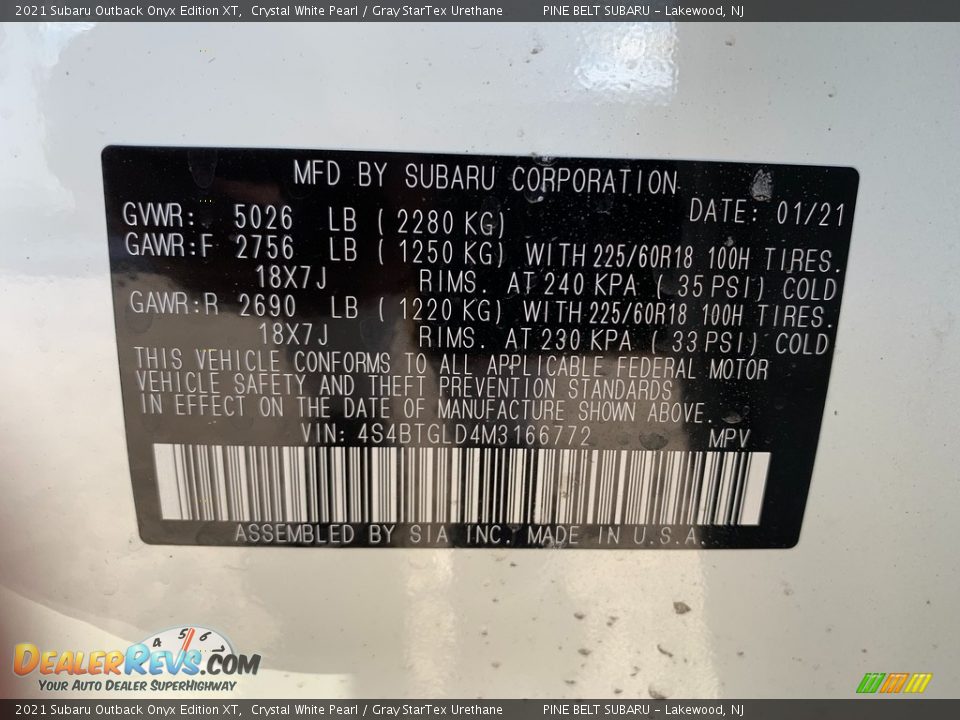 2021 Subaru Outback Onyx Edition XT, Crystal White Pearl / Gray StarTex Urethane PINE BELT SUBARU - Lakewood, NJ
MFD BY SUBARU CORPORATION
GVWR: 5026 LB ( 2280 KG) DATE: 01/21
GAWR:F 2756 LB ( 1250 KG) WITH 225/60R18 100H TIRES.
18X7J RIMS. AT 240 KPA ( 35 PSI) COLD
GAWR:R 2690 LB ( 1220 KG) WITH 225/60R18 100H TIRES.
18X7J RIMS. AT 230 KPA ( 33 PSI) COLD
THIS VEHICLE CONFORMS TO ALL APPLICABLE FEDERAL MOTOR
VEHICLE SAFETY AND THEFT PREVENTION STANDARDS
IN EFFECT ON THE DATE OF MANUFACTURE SHOWN ABOVE.
VIN: 4S4BTGLD4M3166772 MPV
ASSEMBLED BY SIA INC. MADE IN U.S.A.
4 5 6
DEALERREVS.COM
YOUR AUTO DEALER SUPERHIGHWAY
2021 Subaru Outback Onyx Edition XT, Crystal White Pearl / Gray StarTex Urethane PINE BELT SUBARU - Lakewood, NJ